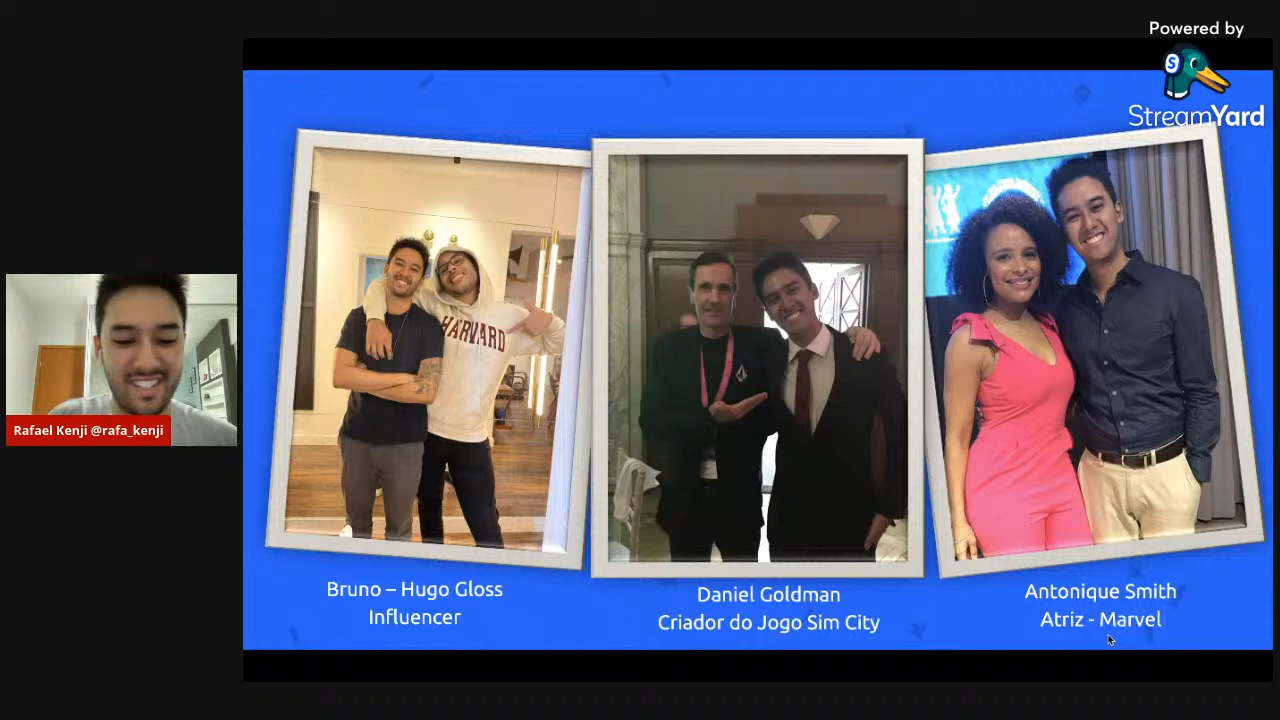 Powered by
StreamYard
HARVARD
Rafael Kenji @rafa_kenji
Bruno – Hugo Gloss
Influencer
Daniel Goldman
Criador do Jogo Sim City
Antonique Smith
Atriz - Marvel